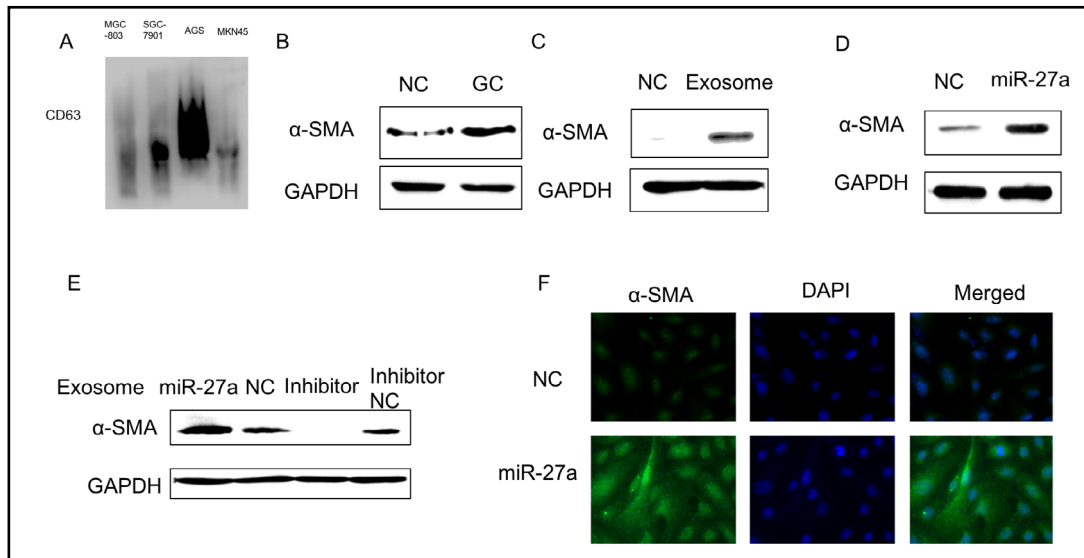 A
MGC
-803
SGC-
7901
AGS
MKN45
CD63
B
NC GC
α-SMA
GAPDH
C
NC Exosome
α-SMA
GAPDH
D
NC miR-27a
α-SMA
GAPDH
E
Exosome miR-27a NC Inhibitor Inhibitor
NC
α-SMA
GAPDH
F
α-SMA DAPI Merged
NC
miR-27a